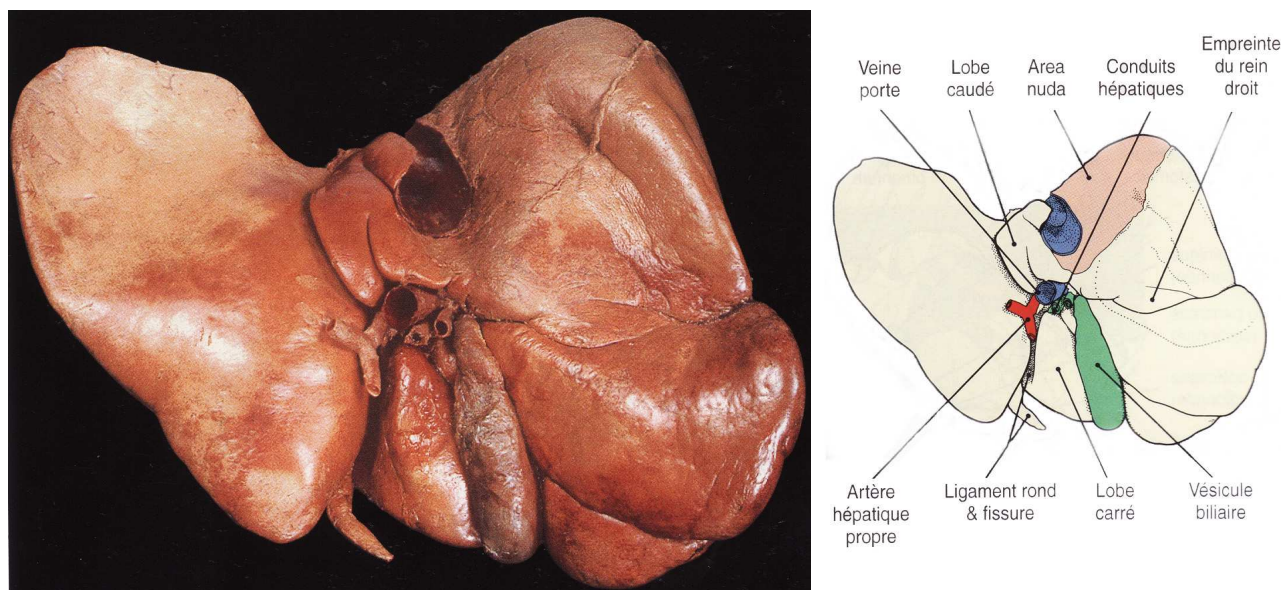 Veine
porte
Lobe
caudé
Area
nuda
Conduits
hépatiques
Empreinte
du rein
droit
Artère
hépatique
propre
Ligament rond
& fissure
Lobe
carré
Vésicule
biliaire